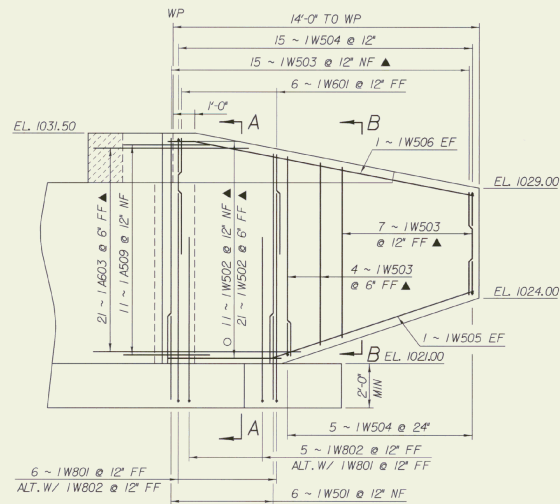 WP
14'-0" TO WP
15 ~ 1W504 @ 12"
15 ~ 1W503 @ 12" NF ▲
6 ~ 1W601 @ 12" FF
1'-0"
A
B
EL. 1031.50
1 ~ 1W506 EF
EL. 1029.00
21 ~ 1A603 @ 6" FF ▲
11 ~ 1A509 @ 12" NF
○ 11 ~ 1W502 @ 12" NF ▲
21 ~ 1W502 @ 6" FF ▲
7 ~ 1W503
@ 12" FF ▲
4 ~ 1W503
@ 6" FF ▲
EL. 1024.00
1 ~ 1W505 EF
B
EL. 1021.00
2'-0"
MIN
A
5 ~ 1W504 @ 24"
5 ~ 1W802 @ 12" FF
ALT. W/ 1W801 @ 12" FF
6 ~ 1W801 @ 12" FF
ALT. W/ 1W802 @ 12" FF
6 ~ 1W501 @ 12" NF